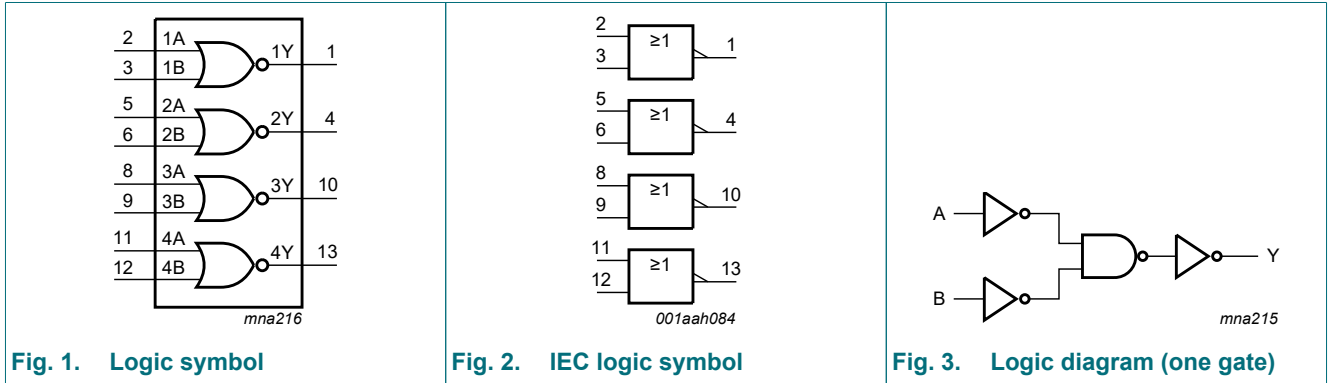 2 1A 1Y 1
3 1B
5 2A 2Y 4
6 2B
8 3A 3Y 10
9 3B
11 4A 4Y 13
12 4B
mna216
Fig. 1. Logic symbol
2 ≥1 1
3
5 ≥1 4
6
8 ≥1 10
9
11 ≥1 13
12
001aah084
Fig. 2. IEC logic symbol
A
Y
B
mna215
Fig. 3. Logic diagram (one gate)